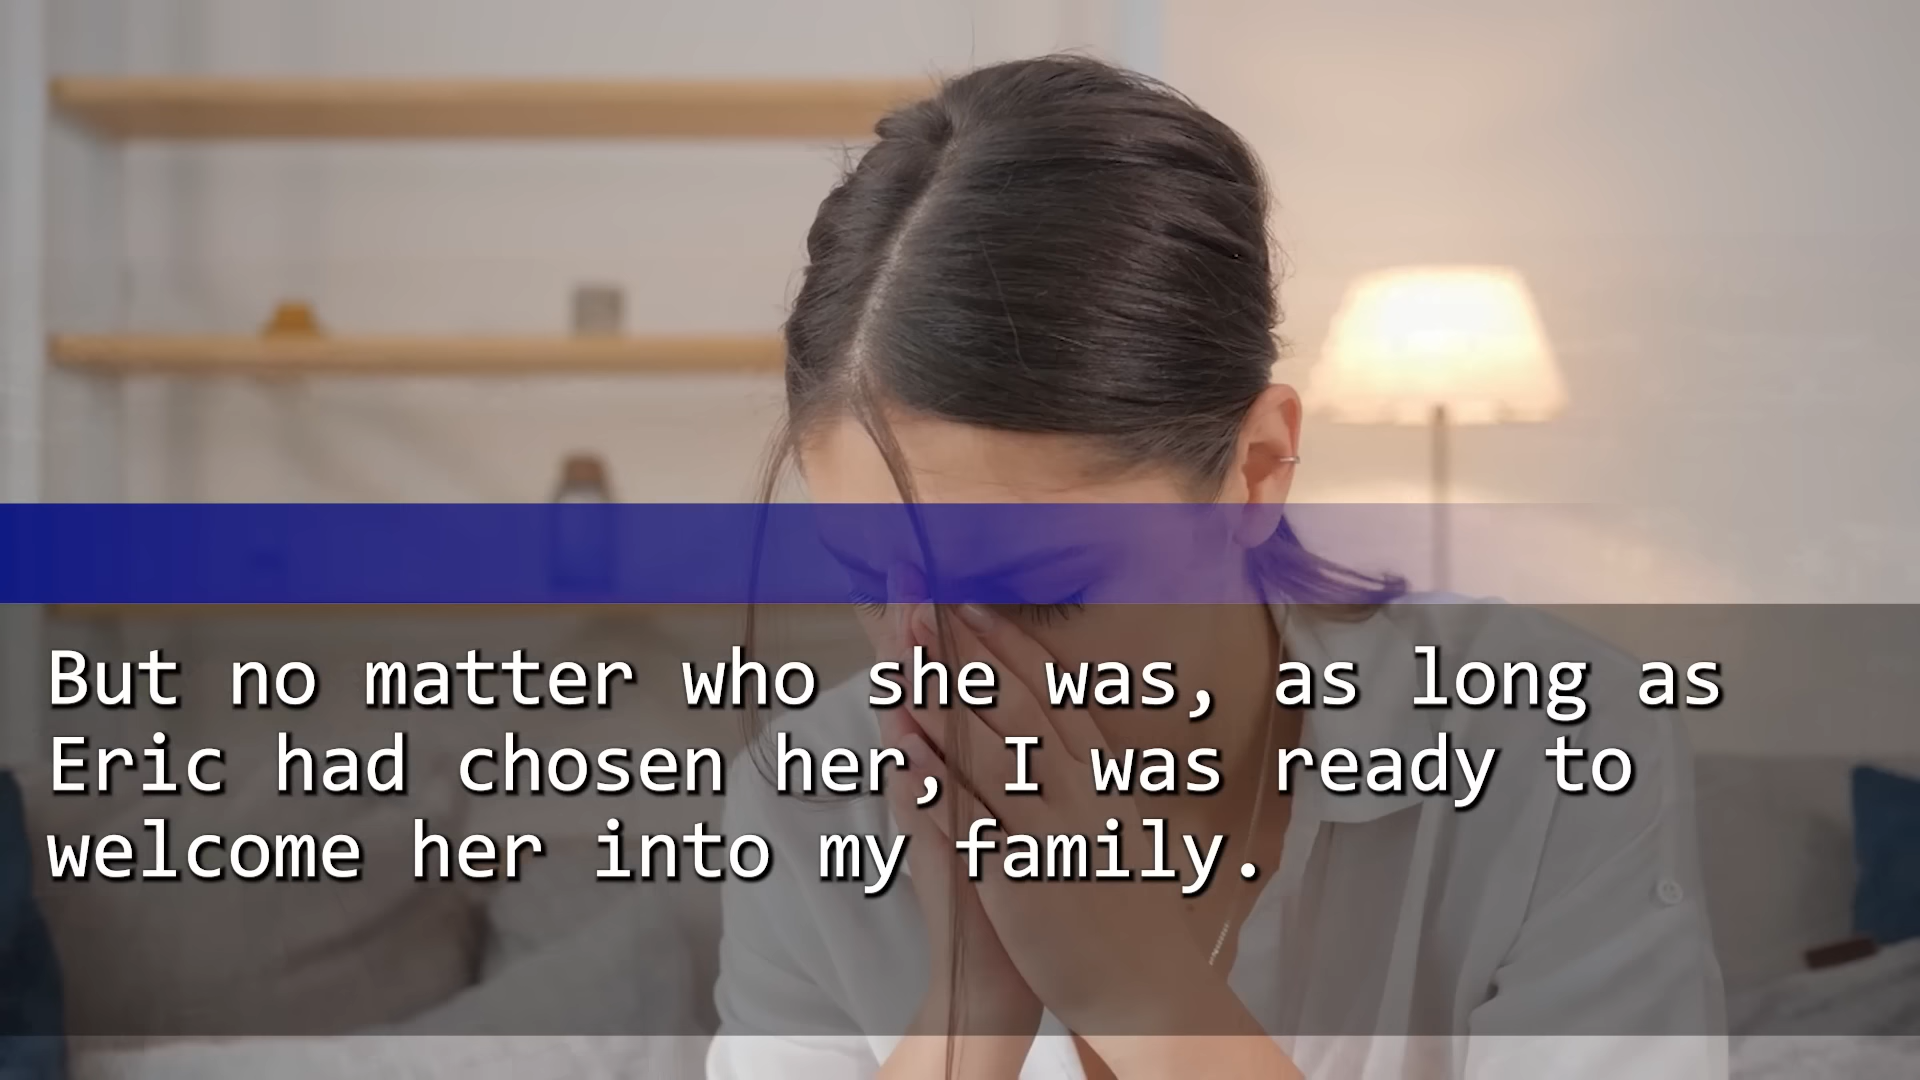 But no matter who she was, as long as
Eric had chosen her, I was ready to
welcome her into my family.